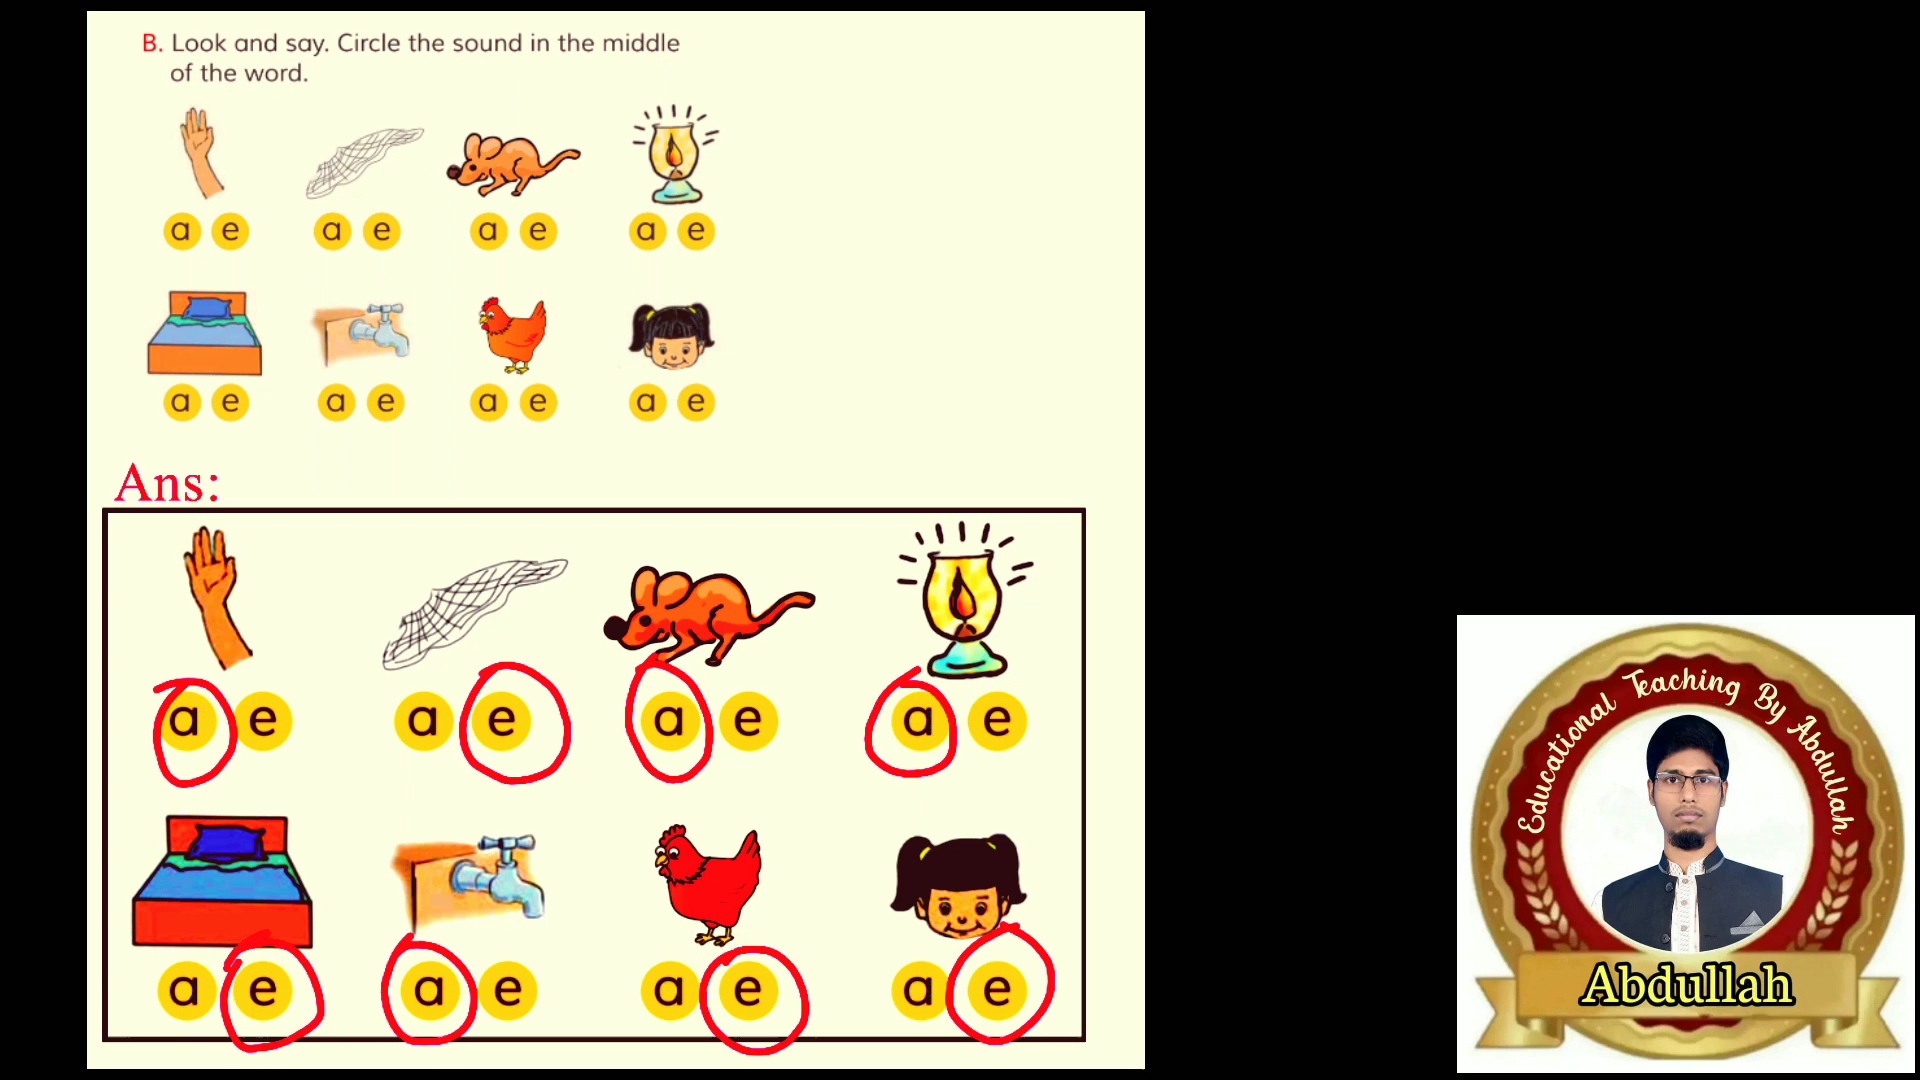 B. Look and say. Circle the sound in the middle
of the word.
a e a e a e a e
a e a e a e a e
Ans:
a e a e a e a e
a e a e a e a e
Educational Teaching By Abdullah
Abdullah